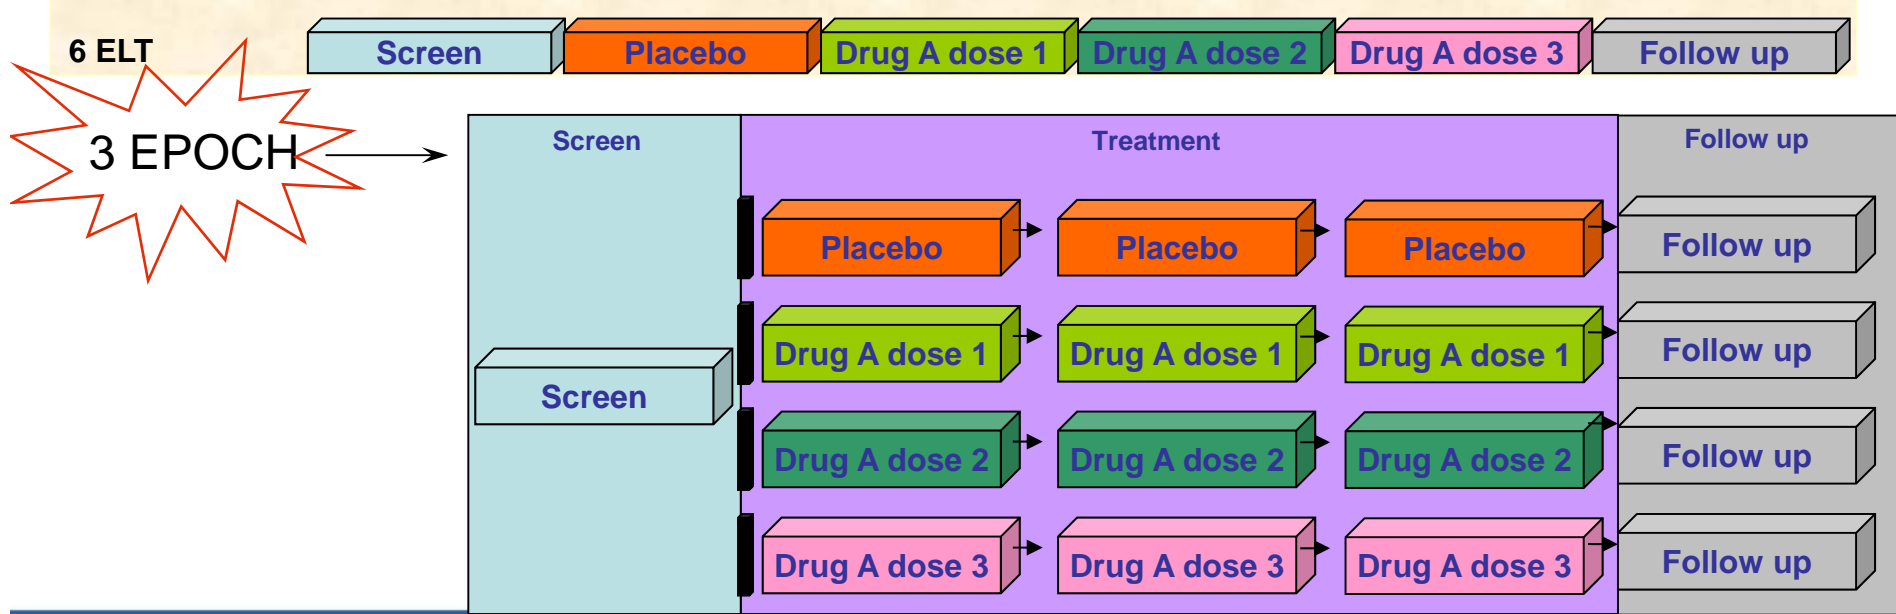 6 ELT
Screen Placebo Drug A dose 1 Drug A dose 2 Drug A dose 3 Follow up
3 EPOCH
Screen Treatment Follow up
Placebo Placebo Placebo Follow up
Drug A dose 1 Drug A dose 1 Drug A dose 1 Follow up
Screen
Drug A dose 2 Drug A dose 2 Drug A dose 2 Follow up
Drug A dose 3 Drug A dose 3 Drug A dose 3 Follow up